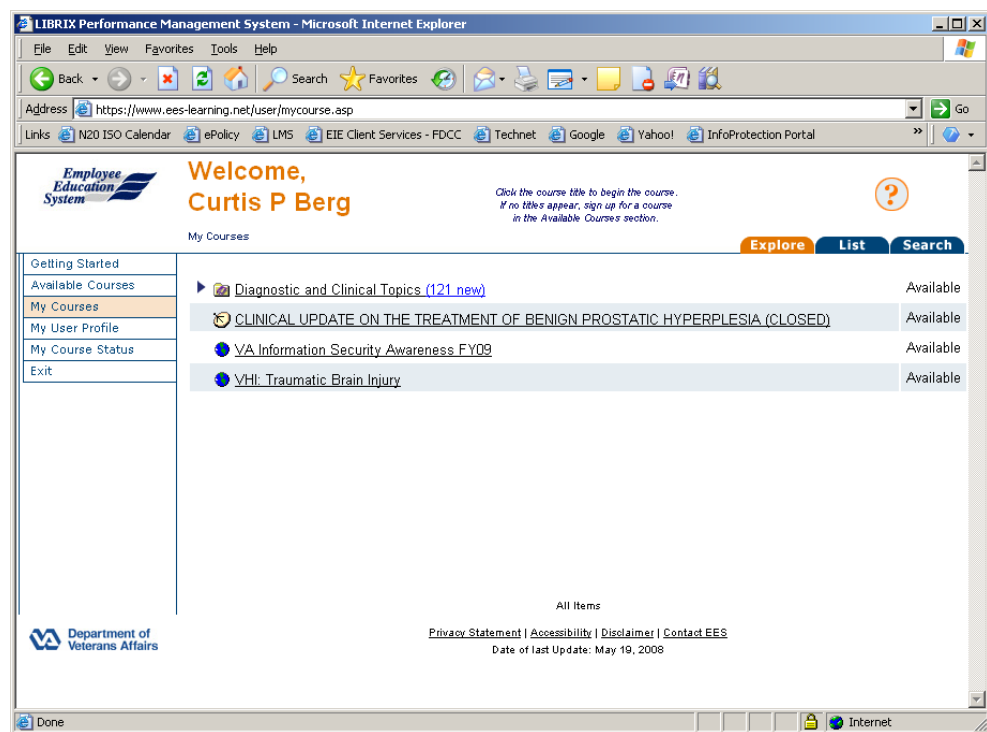 LIBRIX Performance Management System - Microsoft Internet Explorer
File Edit View Favorites Tools Help
Back Search Favorites
Address https://www.ees-learning.net/user/mycourse.asp Go
Links N20 ISO Calendar ePolicy LMS EIE Client Services - FDCC Technet Google Yahoo! InfoProtection Portal »
Employee
Education
System
Welcome,
Curtis P Berg
My Courses
Click the course title to begin the course.
If no titles appear, sign up for a course
in the Available Courses section.
?
Explore List Search
Getting Started
Available Courses
My Courses
My User Profile
My Course Status
Exit
Diagnostic and Clinical Topics (121 new) Available
CLINICAL UPDATE ON THE TREATMENT OF BENIGN PROSTATIC HYPERPLESIA (CLOSED) Available
VA Information Security Awareness FY09 Available
VHI: Traumatic Brain Injury Available
All Items
Department of
Veterans Affairs
Privacy Statement | Accessibility | Disclaimer | Contact EES
Date of last Update: May 19, 2008
Done Internet